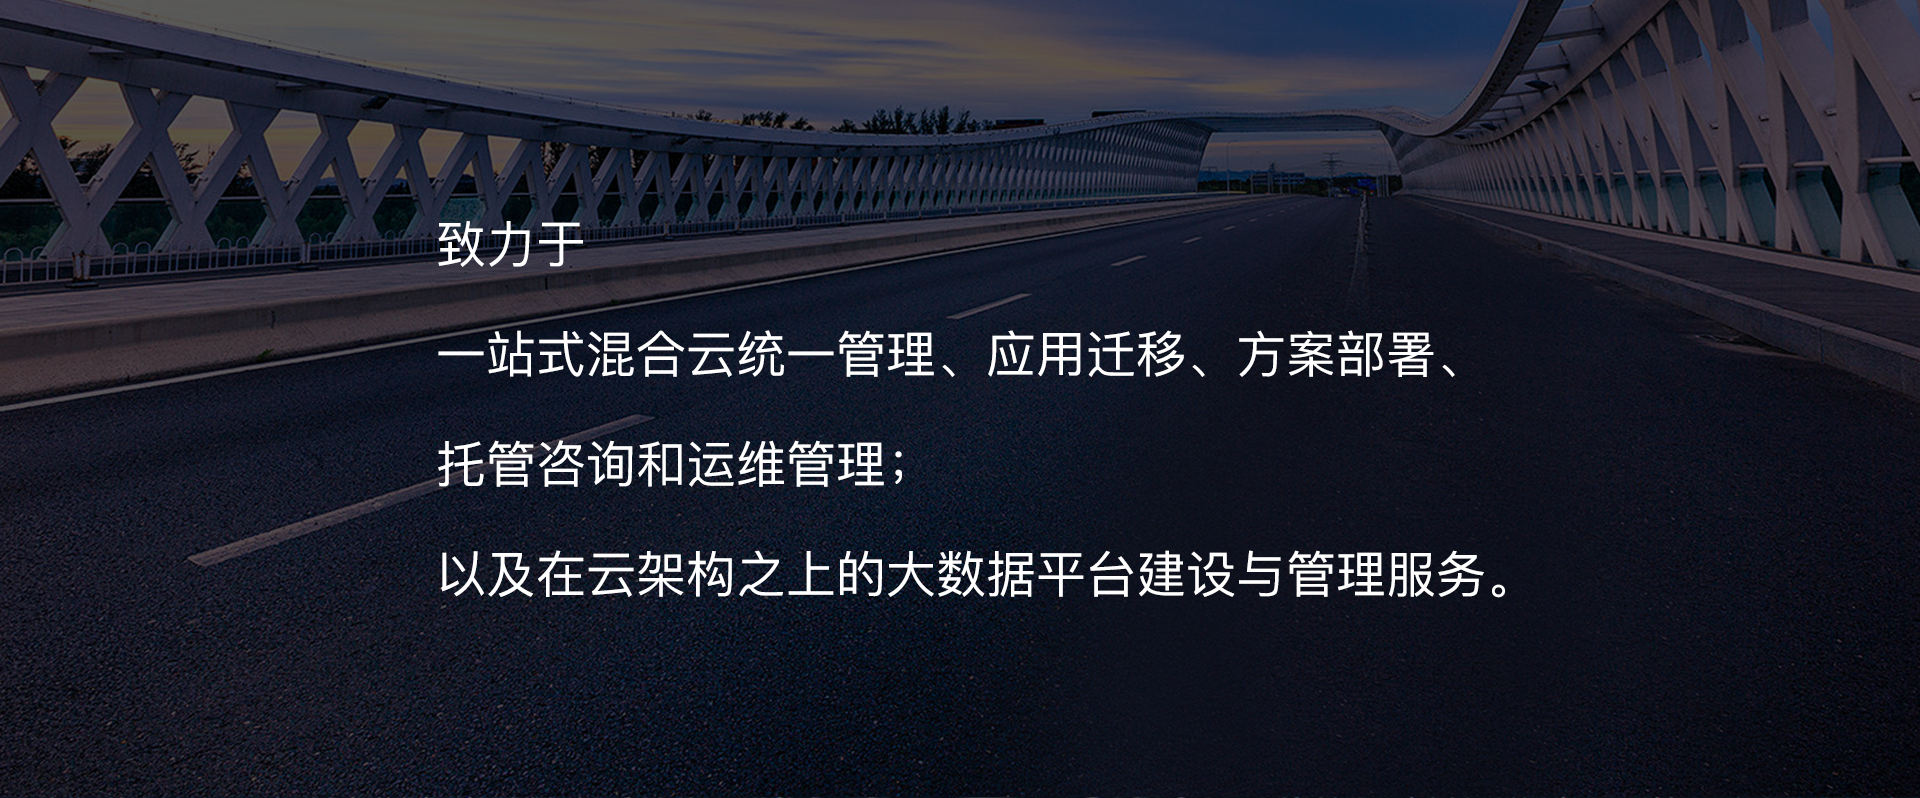 致力于
一站式混合云统一管理、应用迁移、方案部署、
托管咨询和运维管理；
以及在云架构之上的大数据平台建设与管理服务。